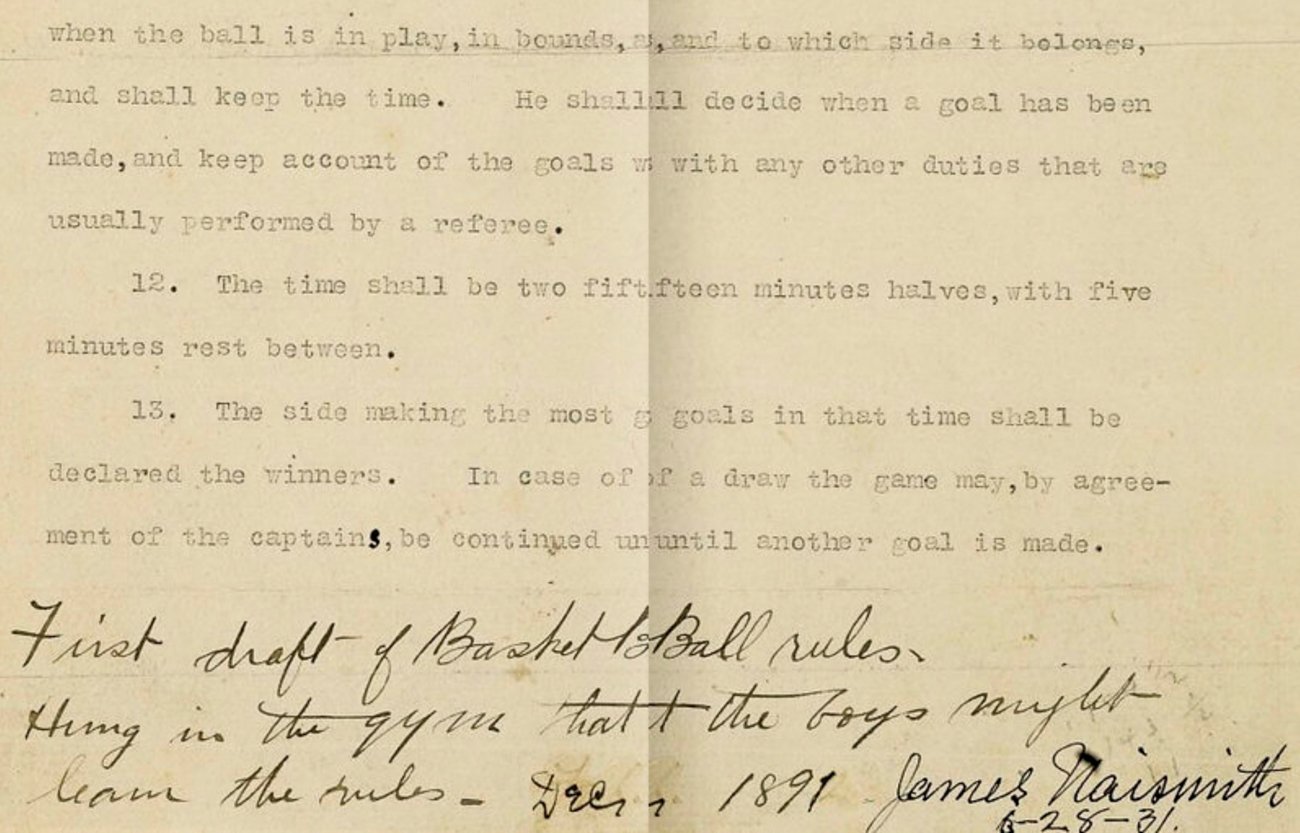 when the ball is in play,in bounds, a,and to which side it belongs,
and shall keep the time. He shallll decide when a goal has been
made,and keep account of the goals w with any other duties that are
usually performed by a referee.
12. The time shall be two fiftfteen minutes halves,with five
minutes rest between.
13. The side making the most g goals in that time shall be
declared the winners. In case of of a draw the game may,by agree-
ment of the captains,be continued ununtil another goal is made.
First draft of Basket B Ball rules.
Hung in the gym that t the boys might
learn the rules - Dec. 1891 James Naismith
6-28-31.